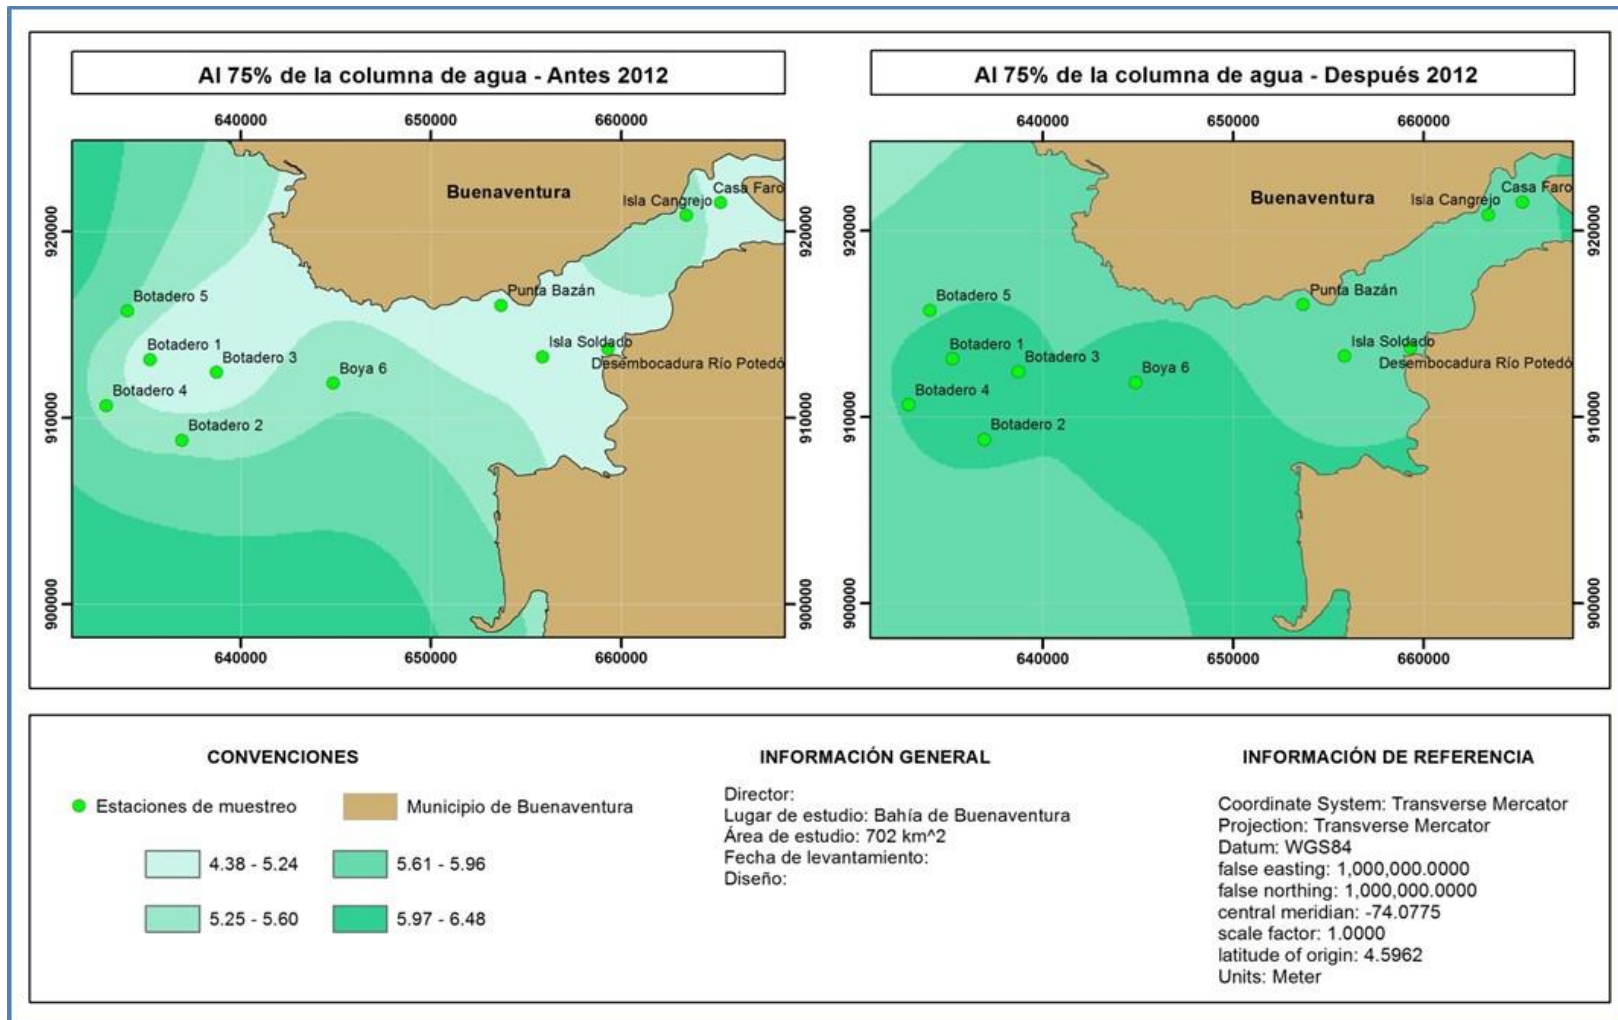 Al 75% de la columna de agua - Antes 2012
640000
650000
660000
920000
910000
900000
920000
910000
900000
Buenaventura
Casa Faro
Isla Cangrejo
Punta Bazán
Botadero 5
Botadero 1
Botadero 3
Isla Soldado
Desembocadura Río Potedó
Boya 6
Botadero 4
Botadero 2
640000
650000
660000
Al 75% de la columna de agua - Después 2012
640000
650000
660000
920000
910000
900000
920000
910000
900000
Buenaventura
Casa Faro
Isla Cangrejo
Punta Bazán
Botadero 5
Botadero 1
Botadero 3
Isla Soldado
Desembocadura Río Potedó
Boya 6
Botadero 4
Botadero 2
640000
650000
660000
CONVENCIONES
Estaciones de muestreo
Municipio de Buenaventura
4.38 - 5.24
5.61 - 5.96
5.25 - 5.60
5.97 - 6.48
INFORMACIÓN GENERAL
Director:
Lugar de estudio: Bahía de Buenaventura
Área de estudio: 702 km^2
Fecha de levantamiento:
Diseño:
INFORMACIÓN DE REFERENCIA
Coordinate System: Transverse Mercator
Projection: Transverse Mercator
Datum: WGS84
false easting: 1,000,000.0000
false northing: 1,000,000.0000
central meridian: -74.0775
scale factor: 1.0000
latitude of origin: 4.5962
Units: Meter